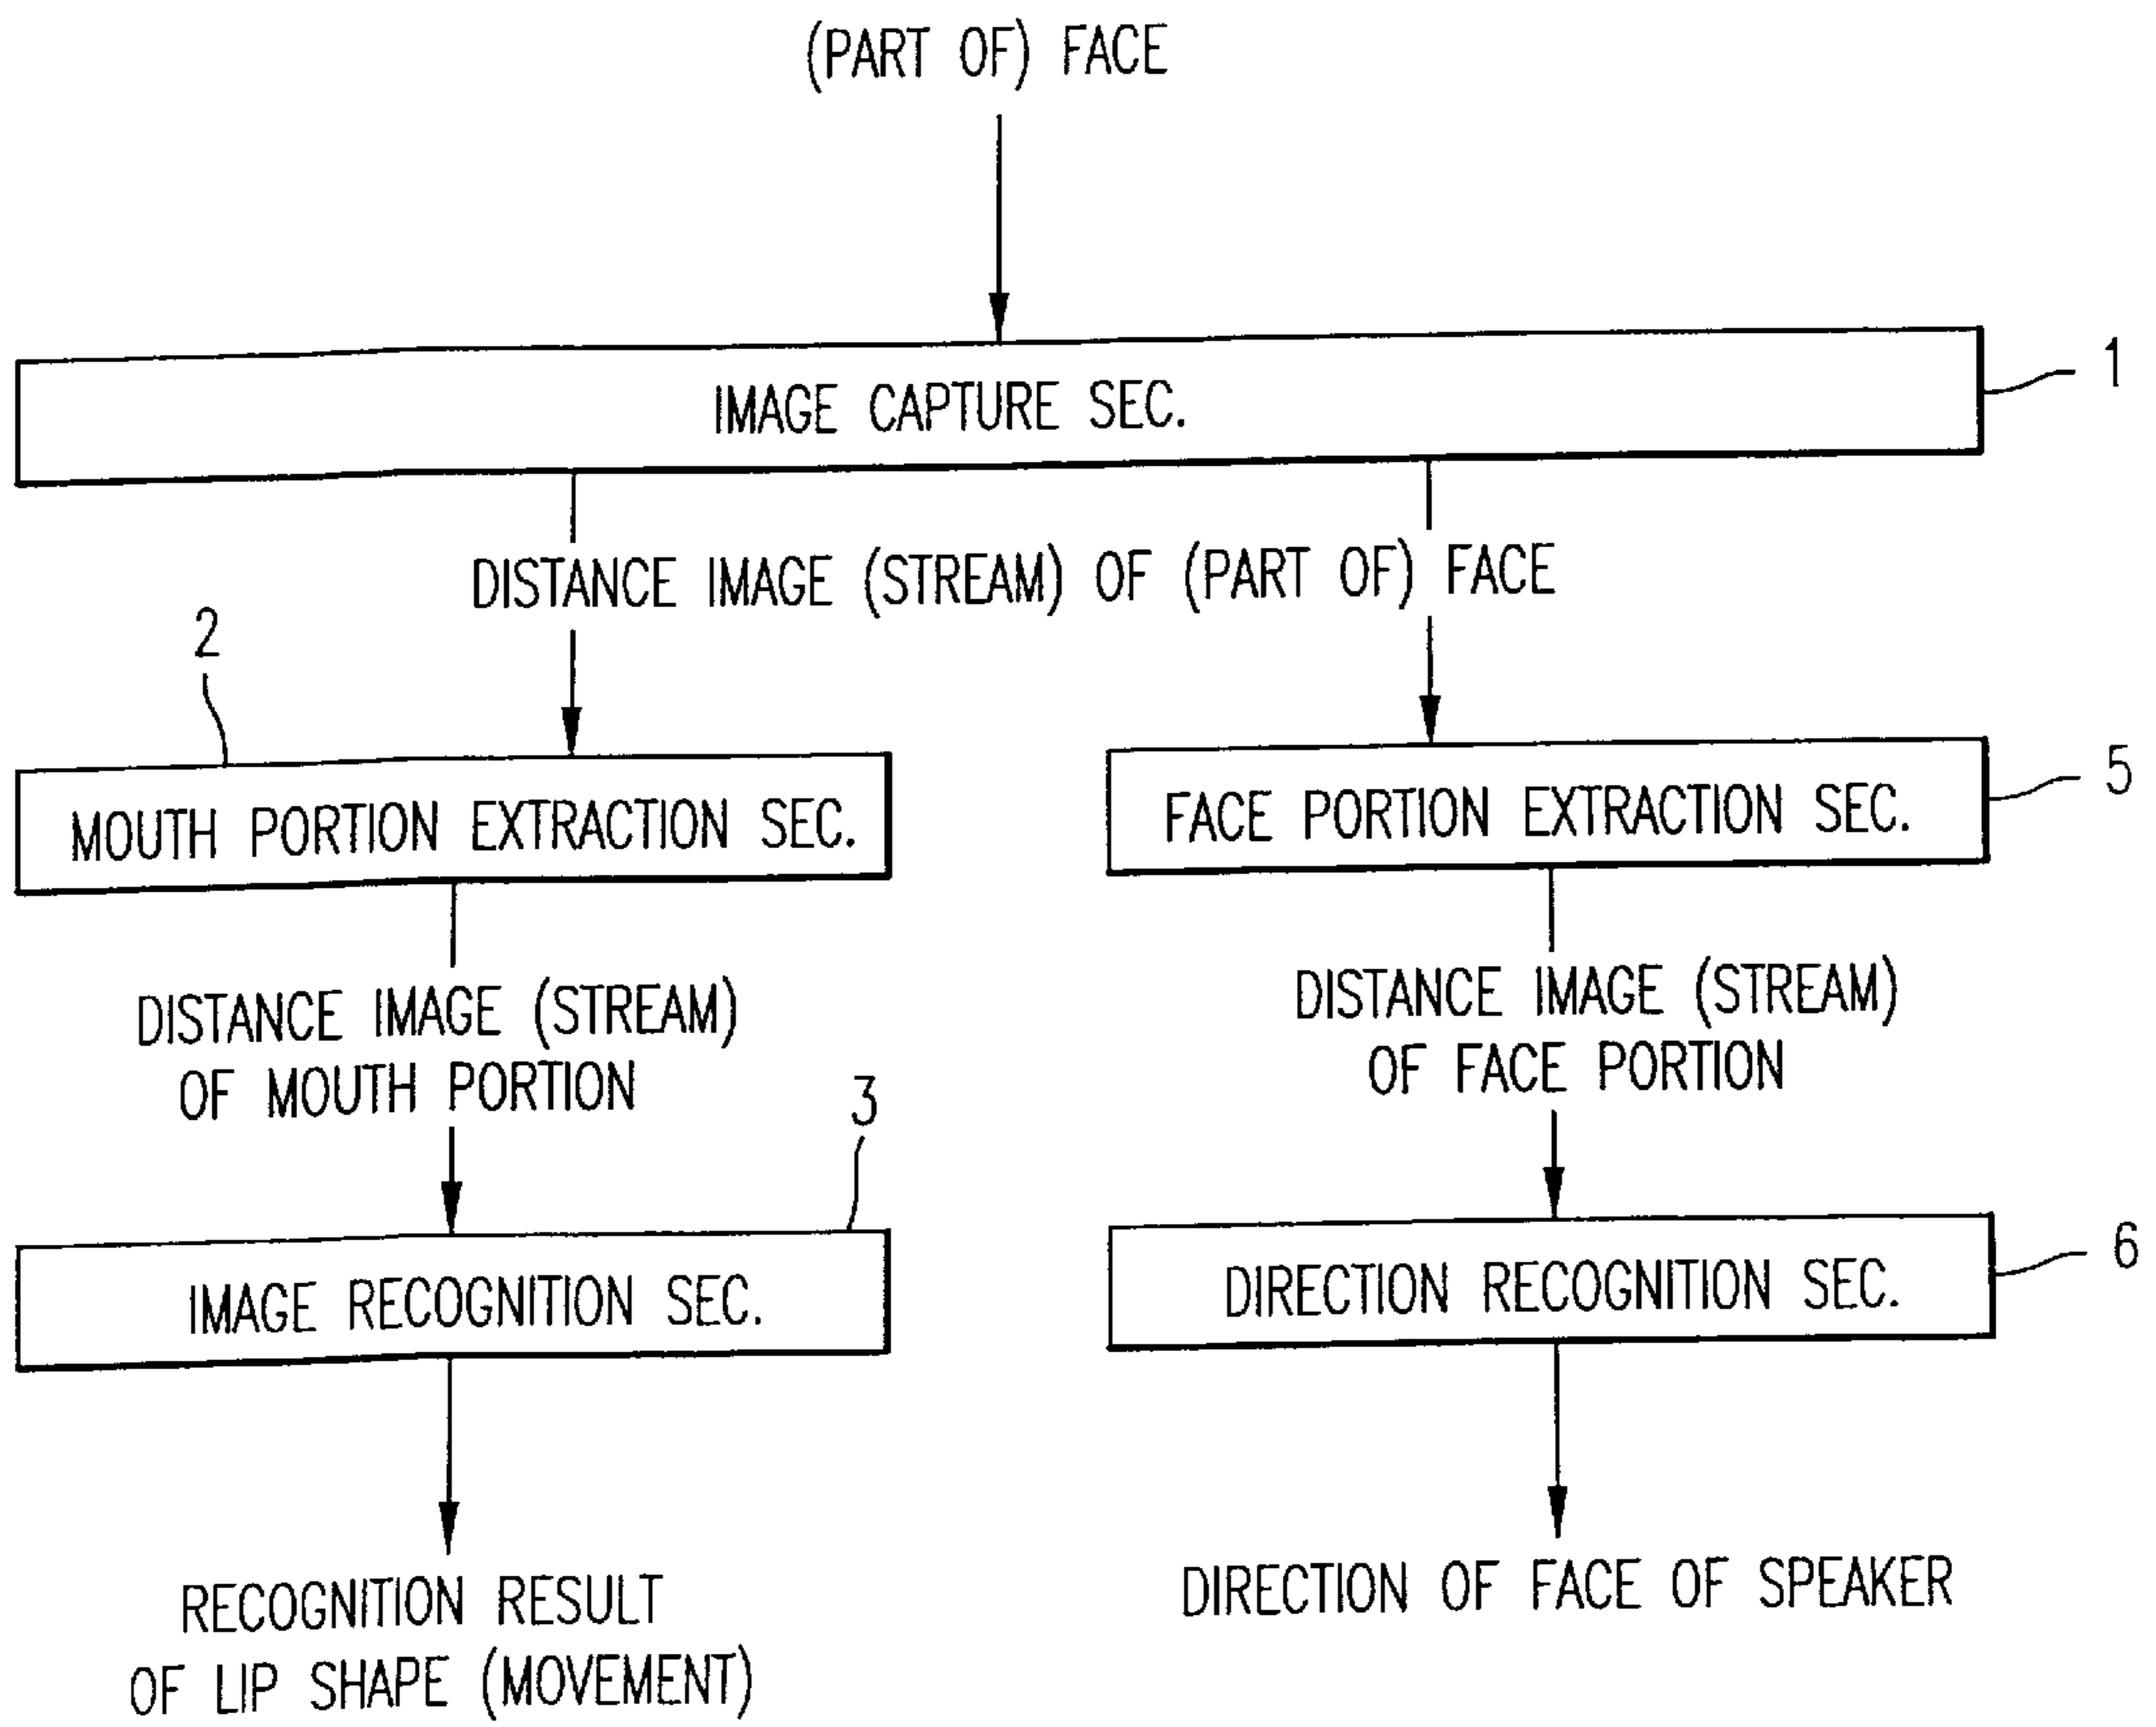 (PART OF) FACE
IMAGE CAPTURE SEC.
1
DISTANCE IMAGE (STREAM) OF (PART OF) FACE
2
MOUTH PORTION EXTRACTION SEC.
FACE PORTION EXTRACTION SEC.
5
DISTANCE IMAGE (STREAM)
OF MOUTH PORTION
DISTANCE IMAGE (STREAM)
OF FACE PORTION
3
IMAGE RECOGNITION SEC.
DIRECTION RECOGNITION SEC.
6
RECOGNITION RESULT
OF LIP SHAPE (MOVEMENT)
DIRECTION OF FACE OF SPEAKER